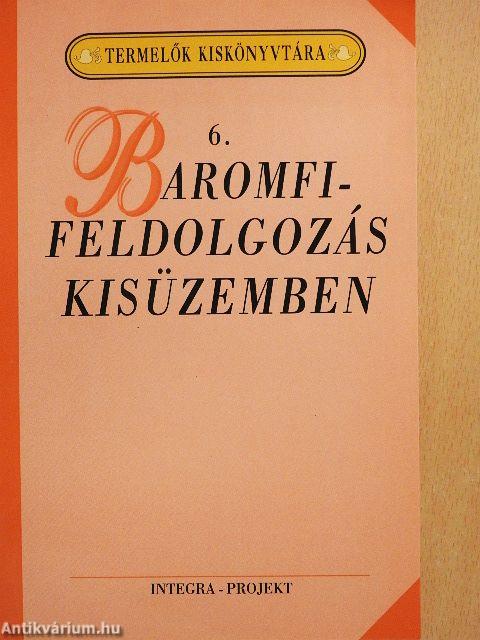 TERMELŐK KISKÖNYVTÁRA
6.
BAROMFI-
FELDOLGOZÁS
KISÜZEMBEN
INTEGRA - PROJEKT
Antikvárium.hu